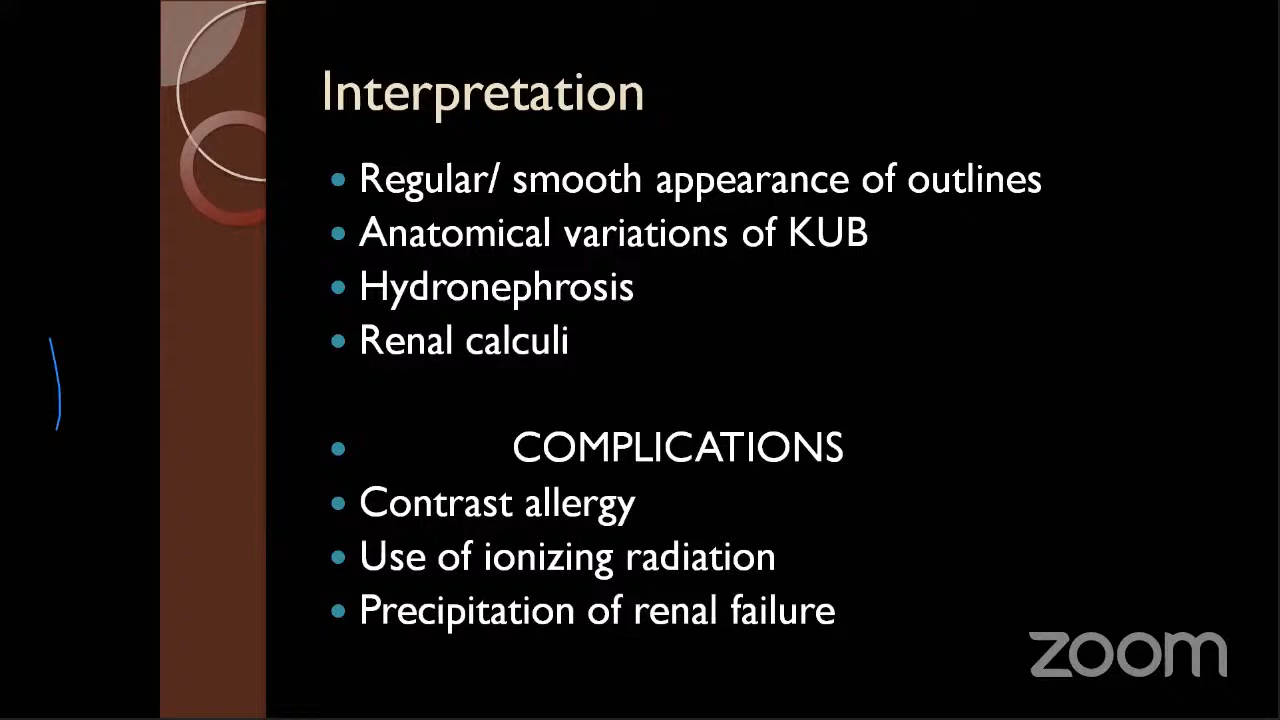 Interpretation
Regular/ smooth appearance of outlines
Anatomical variations of KUB
Hydronephrosis
Renal calculi
COMPLICATIONS
Contrast allergy
Use of ionizing radiation
Precipitation of renal failure
zoom